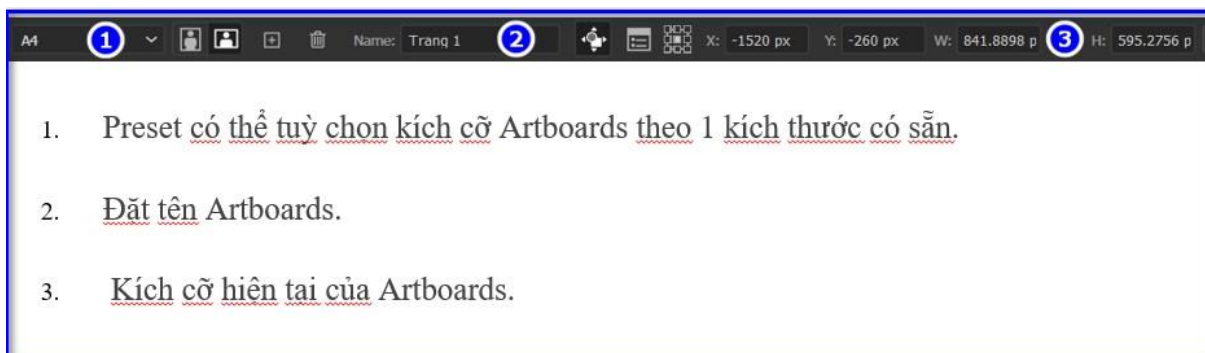 A4 1 Name: Trang 1 2 X: -1520 px Y: -260 px W: 841.8898 p 3 H: 595.2756 p
1. Preset có thể tuỳ chọn kích cỡ Artboards theo 1 kích thước có sẵn.
2. Đặt tên Artboards.
3. Kích cỡ hiện tại của Artboards.